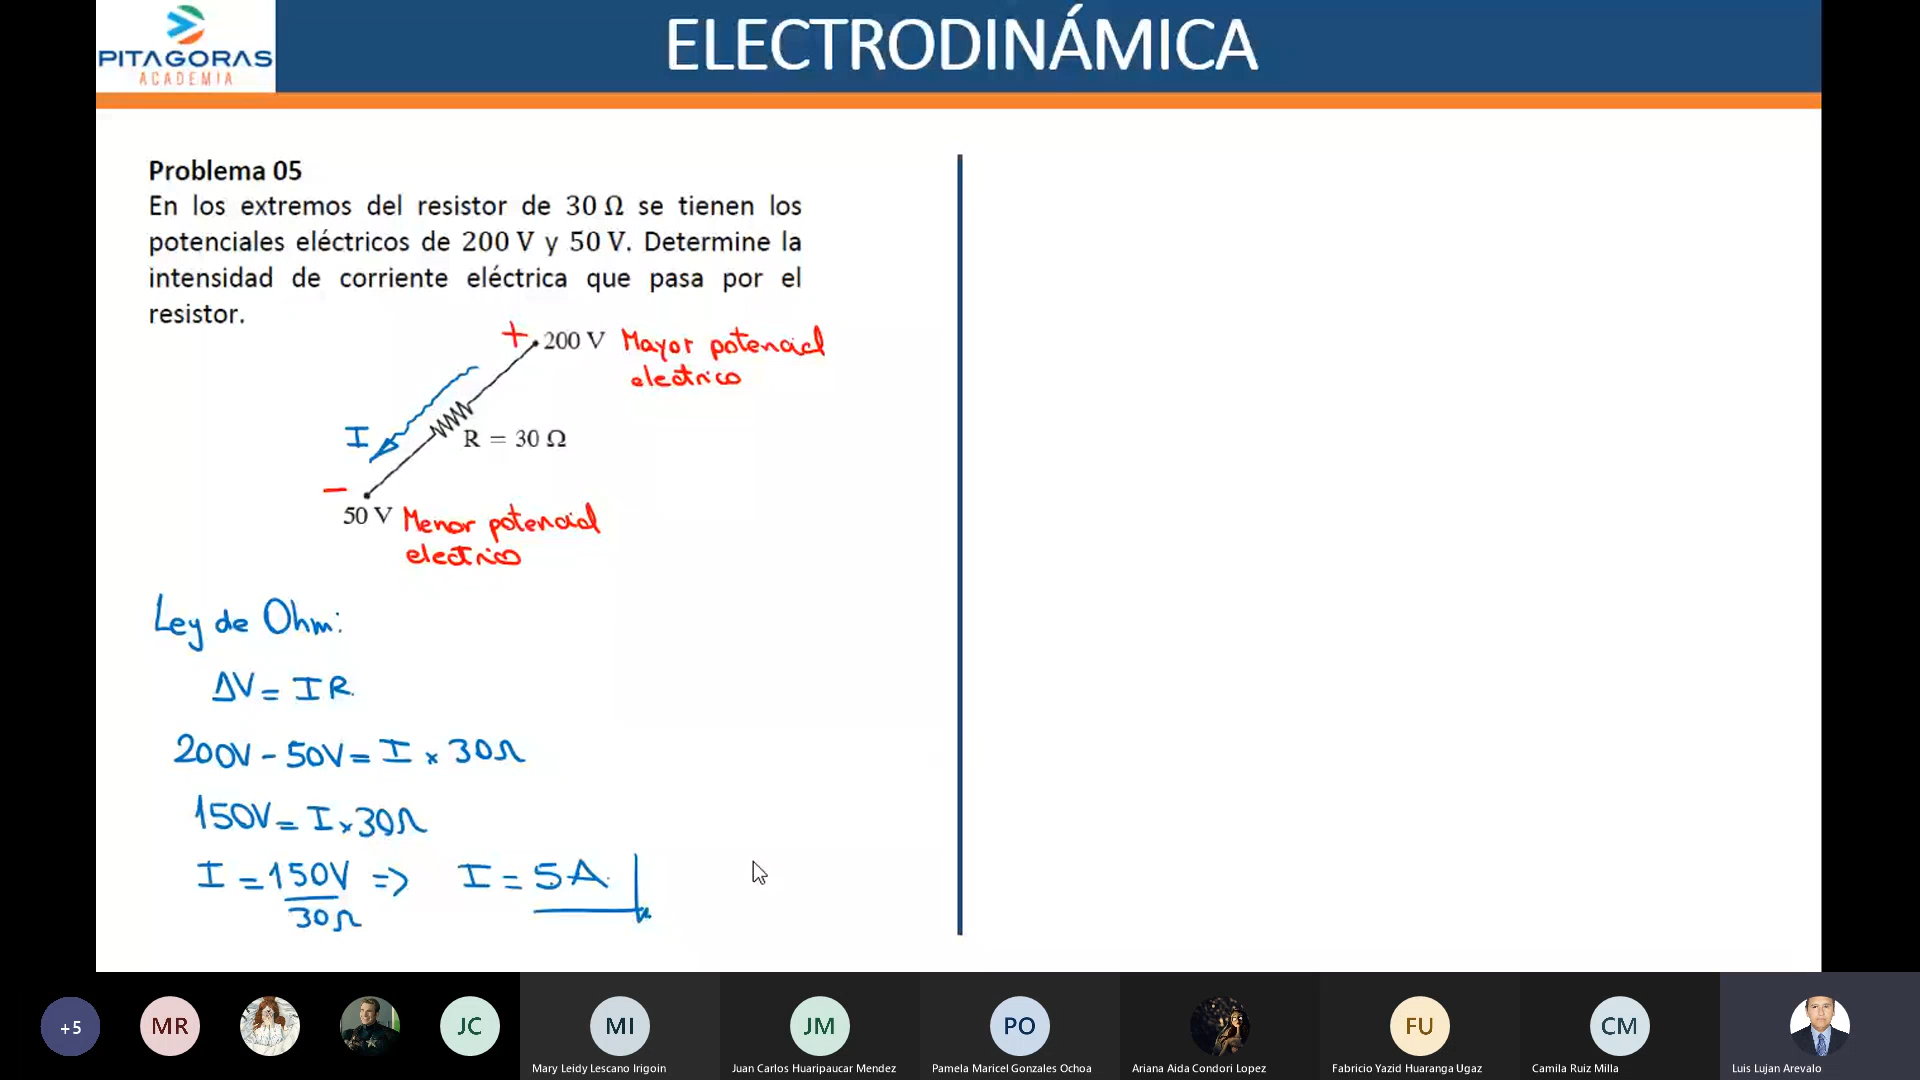 PITAGORAS
ACADEMIA
ELECTRODINÁMICA
Problema 05
En los extremos del resistor de 30 Ω se tienen los
potenciales eléctricos de 200 V y 50 V. Determine la
intensidad de corriente eléctrica que pasa por el
resistor.
+ 200 V Mayor potencial
electrico
I
R = 30 Ω
−
50 V Menor potencial
electrico
Ley de Ohm:
ΔV = I R.
200V - 50V = I × 30Ω
150V = I × 30Ω
I = 150V => I = 5A
30Ω
+5
MR
JC
MI
JM
PO
FU
CM
Mary Leidy Lescano Irigoin
Juan Carlos Huaripaucar Mendez
Pamela Maricel Gonzales Ochoa
Ariana Aida Condori Lopez
Fabricio Yazid Huaranga Ugaz
Camila Ruiz Milla
Luis Lujan Arevalo